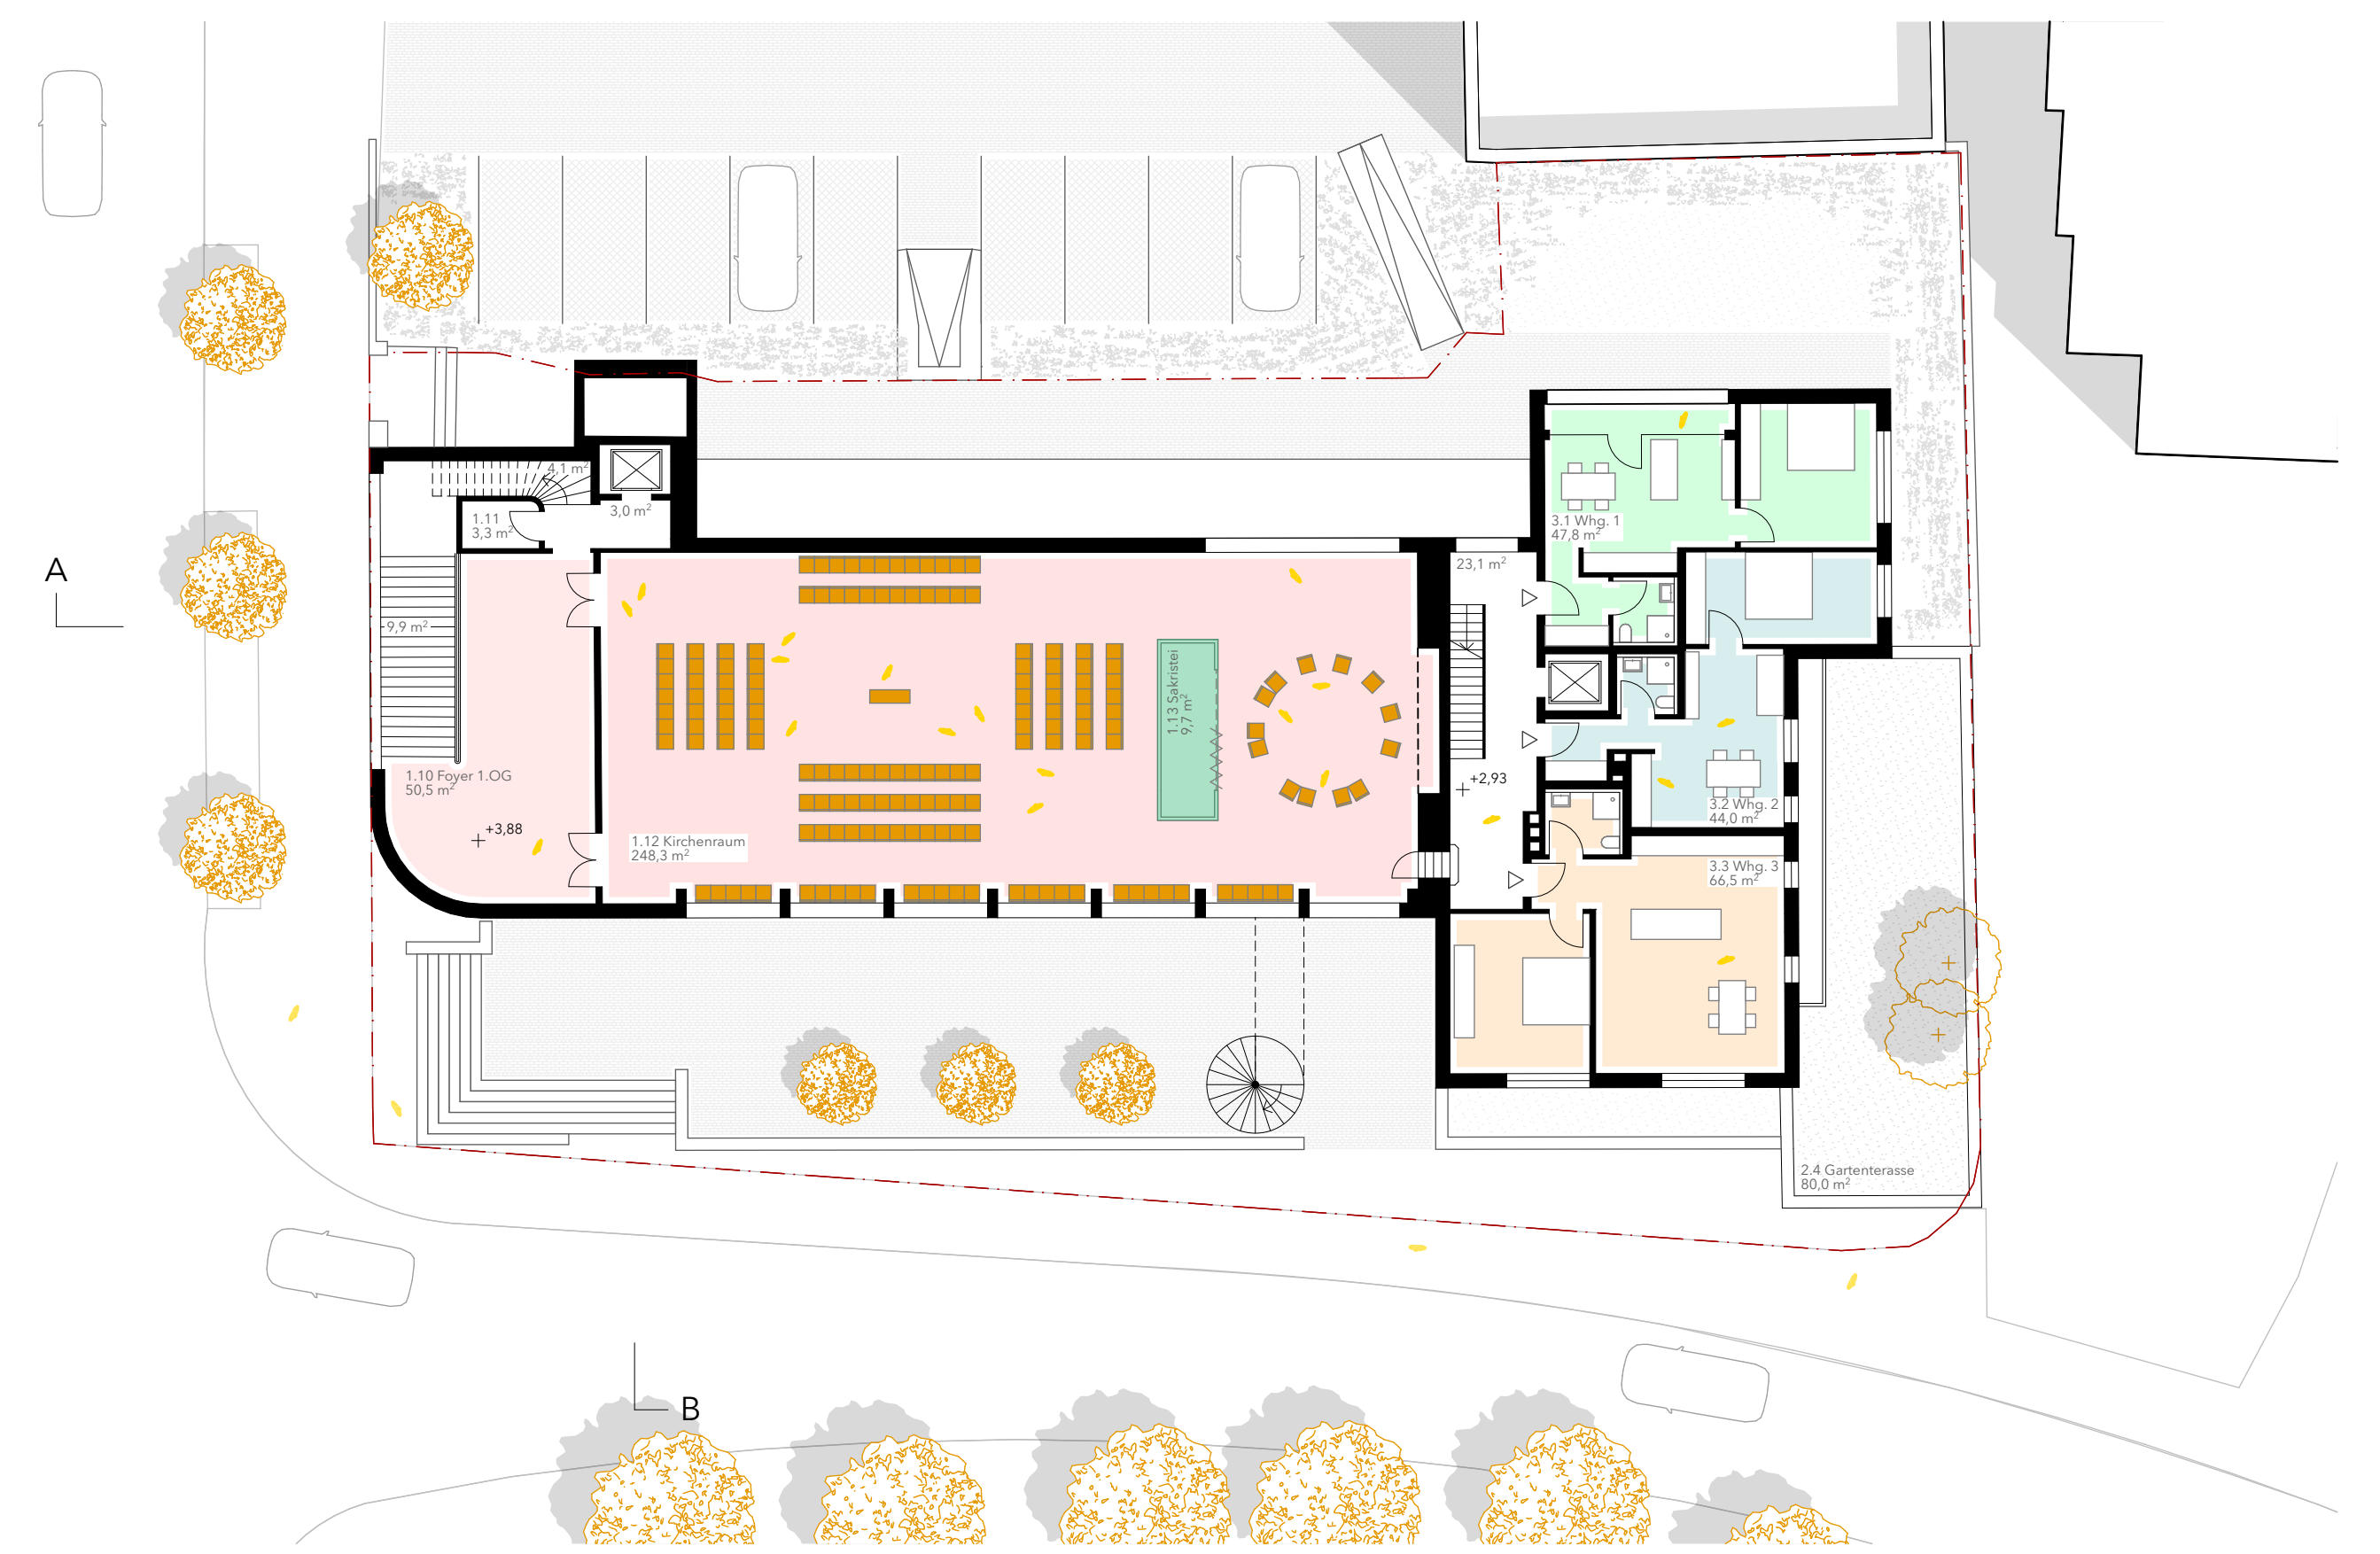 A
4,1 m²
1.11
3,3 m²
3,0 m²
9,9 m²
1.10 Foyer 1.OG
50,5 m²
+3,88
1.12 Kirchenraum
248,3 m²
1.13 Sakristei
9,7 m²
23,1 m²
+2,93
3.1 Whg. 1
47,8 m²
3.2 Whg. 2
44,0 m²
3.3 Whg. 3
66,5 m²
2.4 Gartenterasse
80,0 m²
B